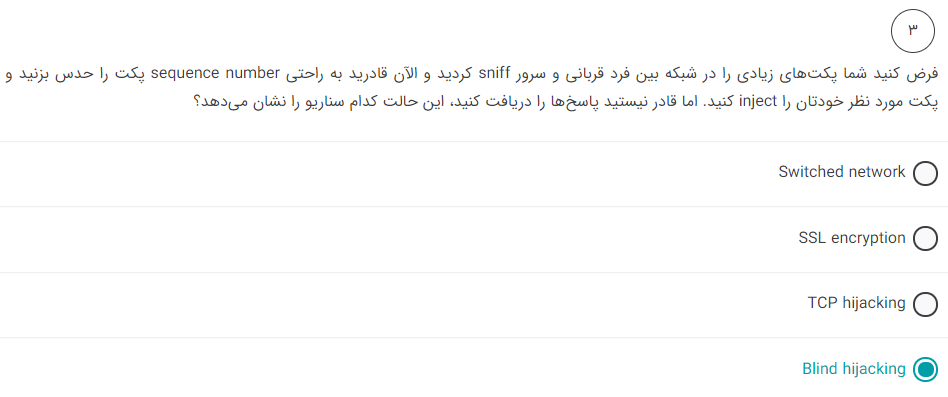 ۳
فرض کنید شما پکت‌های زیادی را در شبکه بین فرد قربانی و سرور sniff کردید و الآن قادرید به راحتی sequence number پکت را حدس بزنید و
پکت مورد نظر خودتان را inject کنید. اما قادر نیستید پاسخ‌ها را دریافت کنید، این حالت کدام سناریو را نشان می‌دهد؟
Switched network
SSL encryption
TCP hijacking
Blind hijacking